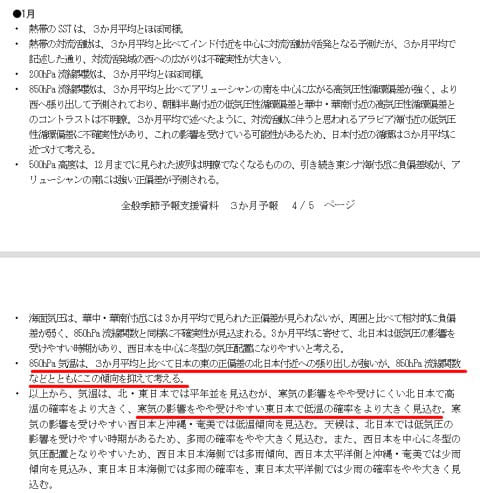 ●1月
・ 熱帯の SST は、３か月平均とほぼ同様。
・ 熱帯の対流活動は、３か月平均と比べてインド付近を中心に対流活動が活発となる予測だが、３か月平均で
記述した通り、対流活発域の西への広がりは不確実性が大きい。
・ 200hPa 流線関数は、３か月平均とほぼ同様。
・ 850hPa 流線関数は、３か月平均と比べてアリューシャンの南を中心に広がる高気圧性循環偏差が強く、より
西へ張り出して予測されており、朝鮮半島付近の低気圧性循環偏差と華中・華南付近の高気圧性循環偏差と
のコントラストは不明瞭。３か月平均で述べたように、対流活動に伴うと思われるアラビア海付近の低気圧
性循環偏差に不確実性があり、これの影響を受けている可能性があるため、日本付近の循環は３か月平均に
近づけて考える。
・ 500hPa 高度は、12 月までに見られた波列は明瞭でなくなるものの、引き続き東シナ海付近に負偏差域が、ア
リューシャンの南には強い正偏差が予測される。
全般季節予報支援資料　３か月予報　４／５　ページ
・ 海面気圧は、華中・華南付近には３か月平均で見られた正偏差が見られないが、周囲と比べて相対的に負偏
差が弱く、850hPa 流線関数と同様に不確実性が見込まれる。３か月平均に寄せて、北日本は低気圧の影響を
受けやすい時期があり、西日本を中心に冬型の気圧配置になりやすいと考える。
・ 850hPa 気温は、３か月平均と比べて日本の東の正偏差の北日本付近への張り出しが強いが、850hPa 流線関数
などとともにこの傾向を抑えて考える。
・ 以上から、気温は、北・東日本では平年並を見込むが、寒気の影響をやや受けにくい北日本で高
温の確率をより大きく、寒気の影響をやや受けやすい東日本で低温の確率をより大きく見込む。寒
気の影響を受けやすい西日本と沖縄・奄美では低温傾向を見込む。天候は、北日本では低気圧の
影響を受けやすい時期があるため、多雨の確率をやや大きく見込む。また、西日本を中心に冬型の
気圧配置となりやすいため、西日本日本海側では多雨傾向、西日本太平洋側と沖縄・奄美では少雨
傾向を見込み、東日本日本海側では多雨の確率を、東日本太平洋側では少雨の確率をやや大きく見
込む。